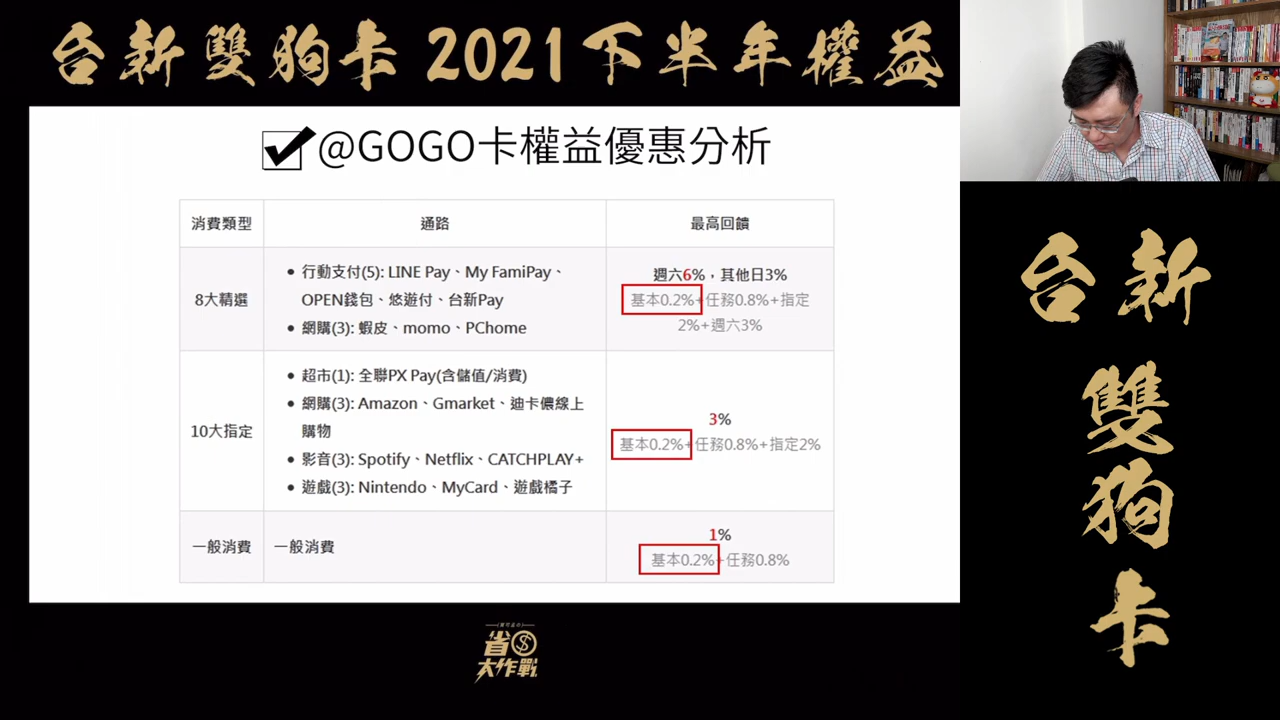 台新雙狗卡 2021下半年權益
@GOGO卡權益優惠分析
消費類型
通路
最高回饋
8大精選
行動支付(5): LINE Pay、My FamiPay、
OPEN錢包、悠遊付、台新Pay
網購(3): 蝦皮、momo、PChome
週六6%，其他日3%
基本0.2%+任務0.8%+指定
2%+週六3%
10大指定
超市(1): 全聯PX Pay(含儲值/消費)
網購(3): Amazon、Gmarket、迪卡儂線上
購物
影音(3): Spotify、Netflix、CATCHPLAY+
遊戲(3): Nintendo、MyCard、遊戲橘子
3%
基本0.2%+任務0.8%+指定2%
一般消費
一般消費
1%
基本0.2%+任務0.8%
台新
雙
狗
卡
省$
大作戰